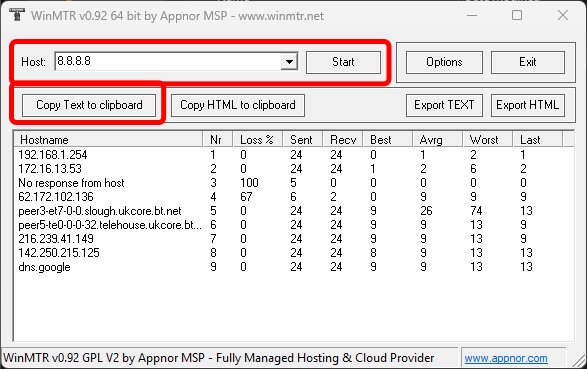 WinMTR v0.92 64 bit by Appnor MSP - www.winmtr.net
Host: 8.8.8.8 Start Options Exit
Copy Text to clipboard Copy HTML to clipboard Export TEXT Export HTML
Hostname Nr Loss % Sent Recv Best Avrg Worst Last
192.168.1.254 1 0 24 24 0 1 2 1
172.16.13.53 2 0 24 24 1 2 6 2
No response from host 3 100 5 0 0 0 0 0
62.172.102.136 4 67 6 2 0 9 9 9
peer3-et7-0-0.slough.ukcore.bt.net 5 0 24 24 9 26 74 13
peer5-te0-0-0-32.telehouse.ukcore.bt... 6 0 24 24 9 9 13 9
216.239.41.149 7 0 24 24 9 9 13 9
142.250.215.125 8 0 24 24 8 9 13 13
dns.google 9 0 24 24 9 9 13 9
WinMTR v0.92 GPL V2 by Appnor MSP - Fully Managed Hosting & Cloud Provider www.appnor.com